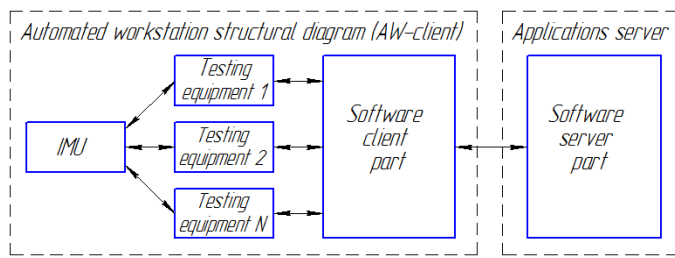 Automated workstation structural diagram (AW-client)
Applications server
Testing
equipment 1
IMU
Testing
equipment 2
Testing
equipment N
Software
client
part
Software
server
part